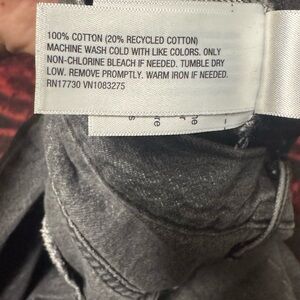 100% COTTON (20% RECYCLED COTTON)
MACHINE WASH COLD WITH LIKE COLORS. ONLY
NON-CHLORINE BLEACH IF NEEDED. TUMBLE DRY
LOW. REMOVE PROMPTLY. WARM IRON IF NEEDED.
RN17730 VN1083275